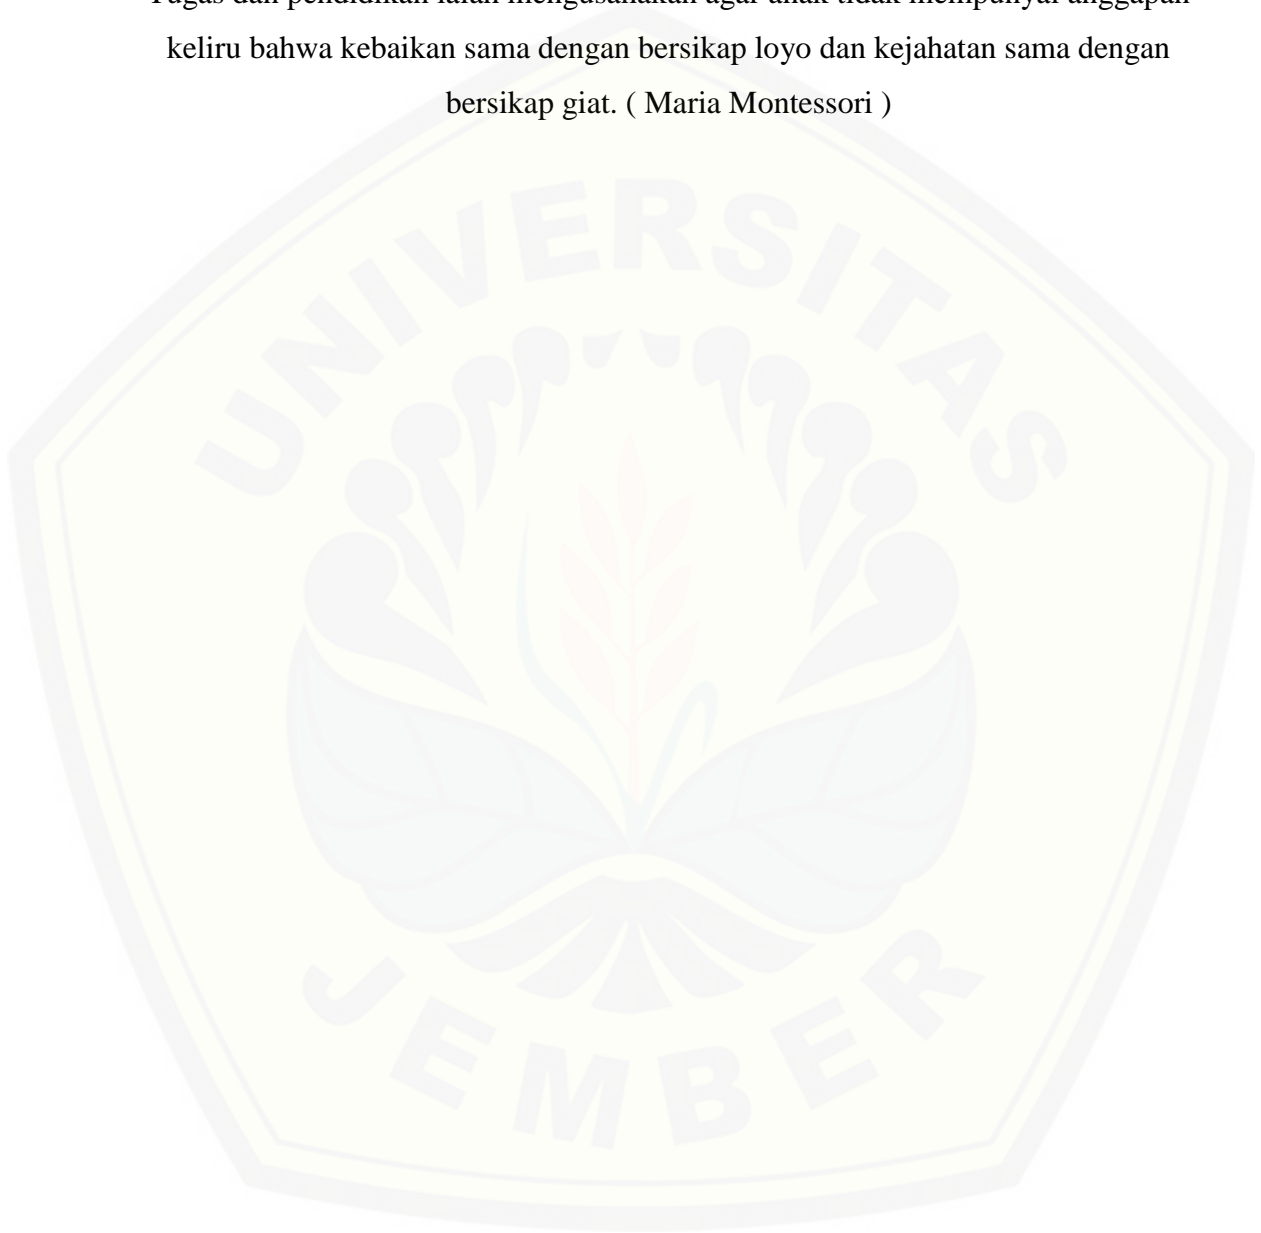 Tugas dari pendidikan ialah mengusahakan agar anak tidak mempunyai anggapan
keliru bahwa kebaikan sama dengan bersikap loyo dan kejahatan sama dengan
bersikap giat. ( Maria Montessori )
UNIVERSITAS
JEMBER